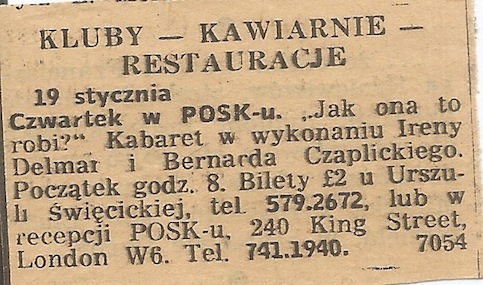 KLUBY — KAWIARNIE —
RESTAURACJE
19 stycznia
Czwartek w POSK-u. „Jak ona to
robi?" Kabaret w wykonaniu Ireny
Delmar i Bernarda Czaplickiego.
Początek godz. 8. Bilety £2 u Urszu-
li Święcickiej, tel. 579.2672, lub w
recepcji POSK-u, 240 King Street,
London W6. Tel. 741.1940. 7054